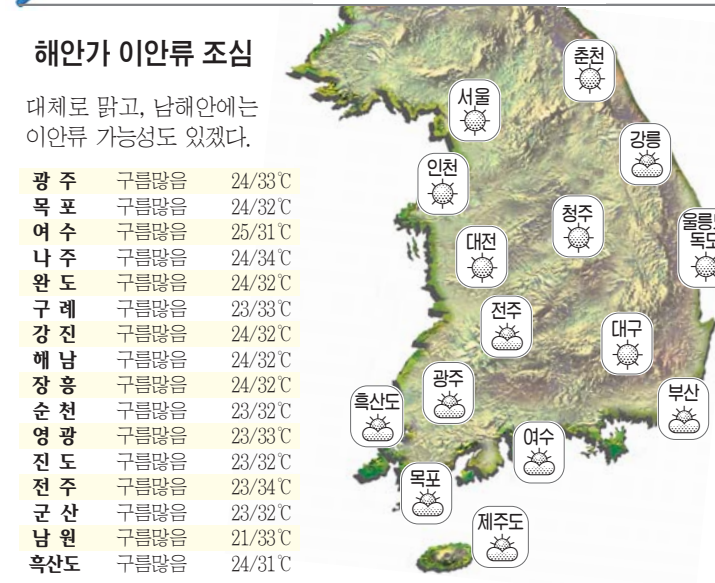 해안가 이안류 조심
대체로 맑고, 남해안에는
이안류 가능성도 있겠다.
광 주 구름많음 24/33℃
목 포 구름많음 24/32℃
여 수 구름많음 25/31℃
나 주 구름많음 24/34℃
완 도 구름많음 24/32℃
구 례 구름많음 23/33℃
강 진 구름많음 24/32℃
해 남 구름많음 24/32℃
장 흥 구름많음 24/32℃
순 천 구름많음 23/32℃
영 광 구름많음 23/33℃
진 도 구름많음 23/32℃
전 주 구름많음 23/34℃
군 산 구름많음 23/32℃
남 원 구름많음 21/33℃
흑산도 구름많음 24/31℃
춘천
서울
강릉
인천
청주
울릉
독도
대전
전주
대구
광주
부산
흑산도
여수
목포
제주도